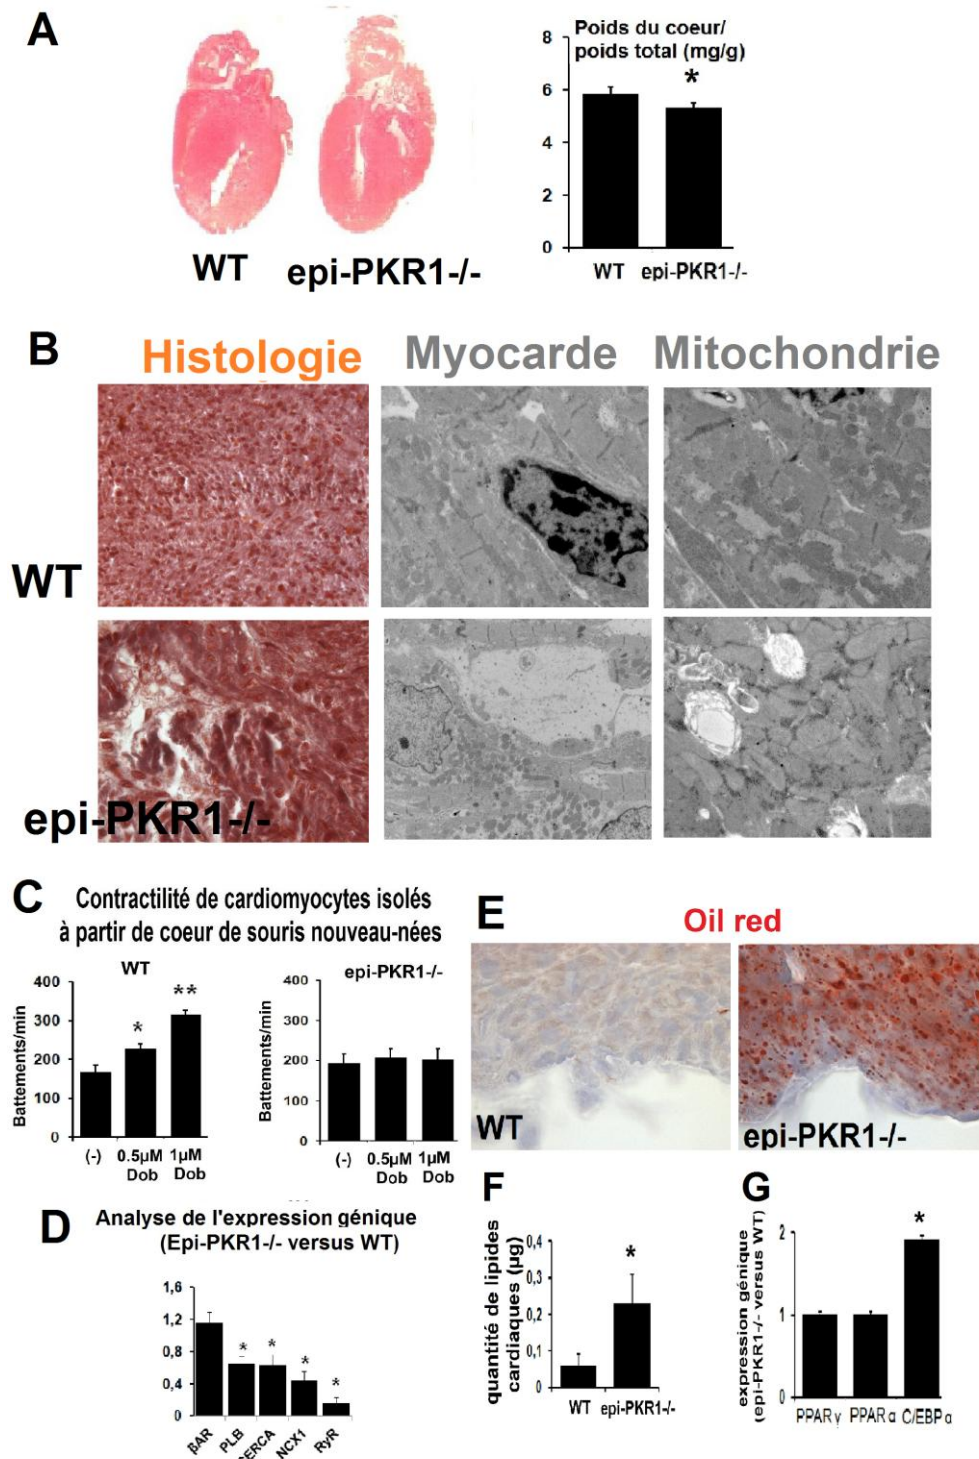 A
WT
epi-PKR1-/-
Poids du coeur/
poids total (mg/g)
8
6
4
2
0
*
WT epi-PKR1-/-
B
Histologie Myocarde Mitochondrie
WT
epi-PKR1-/-
C
Contractilité de cardiomyocytes isolés
à partir de coeur de souris nouveau-nées
WT
Battements/min
400
300
200
100
0
*
**
(-) 0.5µM 1µM
Dob Dob
epi-PKR1-/-
Battements/min
400
300
200
100
0
(-) 0.5µM 1µM
Dob Dob
D
Analyse de l'expression génique
(Epi-PKR1-/- versus WT)
1,6
1,2
0,8
0,4
0
* * * *
βAR PLB SERCA NCX1 RyR
E
Oil red
WT
epi-PKR1-/-
F
quantité de lipides
cardiaques (µg)
0,4
0,3
0,2
0,1
0
*
WT epi-PKR1-/-
G
expression génique
(epi-PKR1-/- versus WT)
2
1
0
*
PPAR γ PPAR α C/EBP α